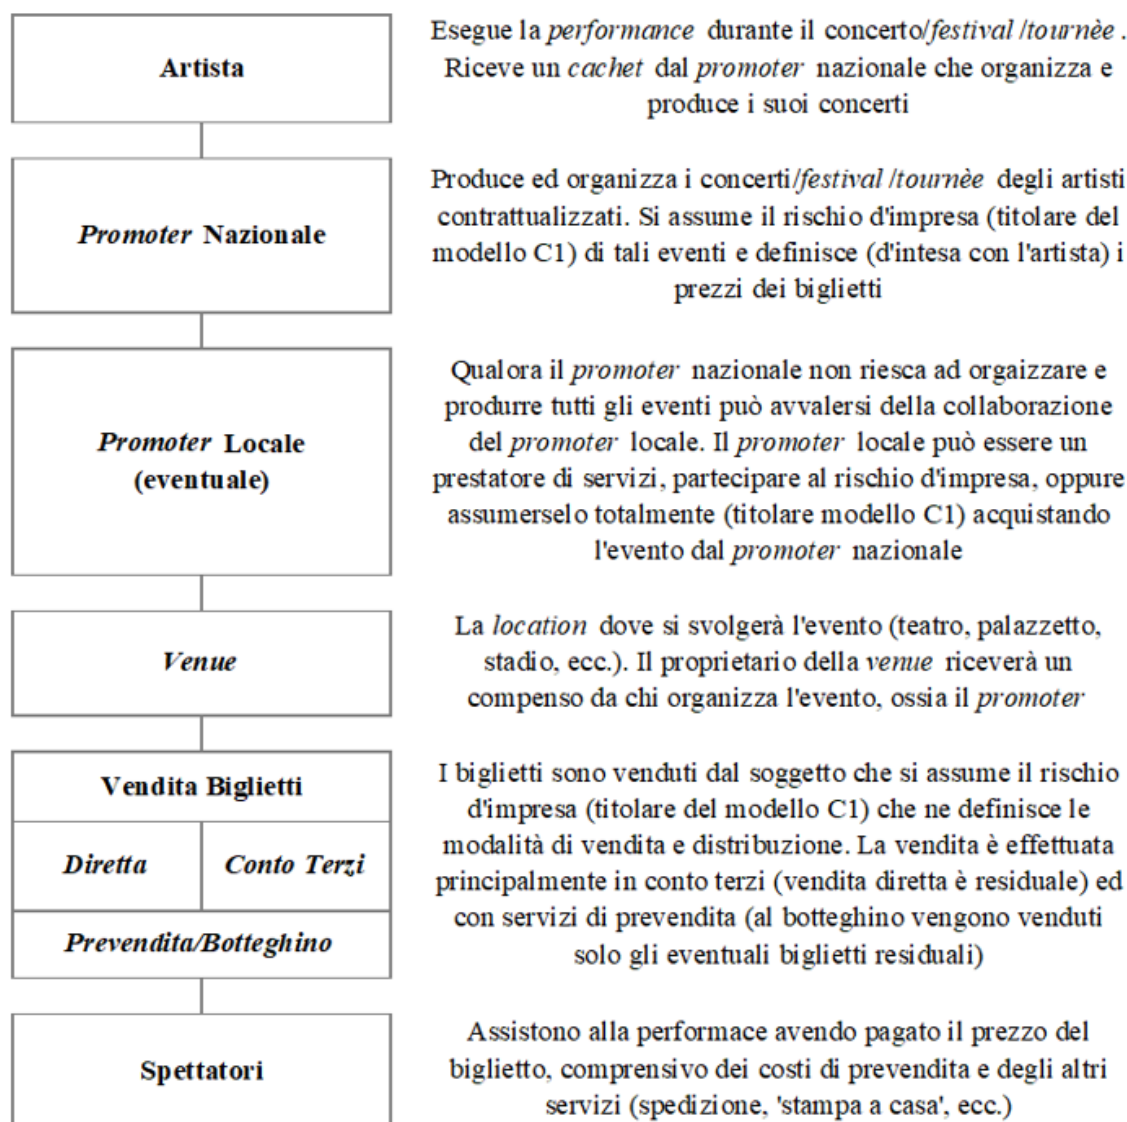 Artista
Esegue la performance durante il concerto/festival /tournèe .
Riceve un cachet dal promoter nazionale che organizza e
produce i suoi concerti
Promoter Nazionale
Produce ed organizza i concerti/festival /tournèe degli artisti
contrattualizzati. Si assume il rischio d'impresa (titolare del
modello C1) di tali eventi e definisce (d'intesa con l'artista) i
prezzi dei biglietti
Promoter Locale
(eventuale)
Qualora il promoter nazionale non riesca ad orgaizzare e
produrre tutti gli eventi può avvalersi della collaborazione
del promoter locale. Il promoter locale può essere un
prestatore di servizi, partecipare al rischio d'impresa, oppure
assumerselo totalmente (titolare modello C1) acquistando
l'evento dal promoter nazionale
Venue
La location dove si svolgerà l'evento (teatro, palazzetto,
stadio, ecc.). Il proprietario della venue riceverà un
compenso da chi organizza l'evento, ossia il promoter
Vendita Biglietti
Diretta
Conto Terzi
Prevendita/Botteghino
I biglietti sono venduti dal soggetto che si assume il rischio
d'impresa (titolare del modello C1) che ne definisce le
modalità di vendita e distribuzione. La vendita è effettuata
principalmente in conto terzi (vendita diretta è residuale) ed
con servizi di prevendita (al botteghino vengono venduti
solo gli eventuali biglietti residuali)
Spettatori
Assistono alla performace avendo pagato il prezzo del
biglietto, comprensivo dei costi di prevendita e degli altri
servizi (spedizione, 'stampa a casa', ecc.)